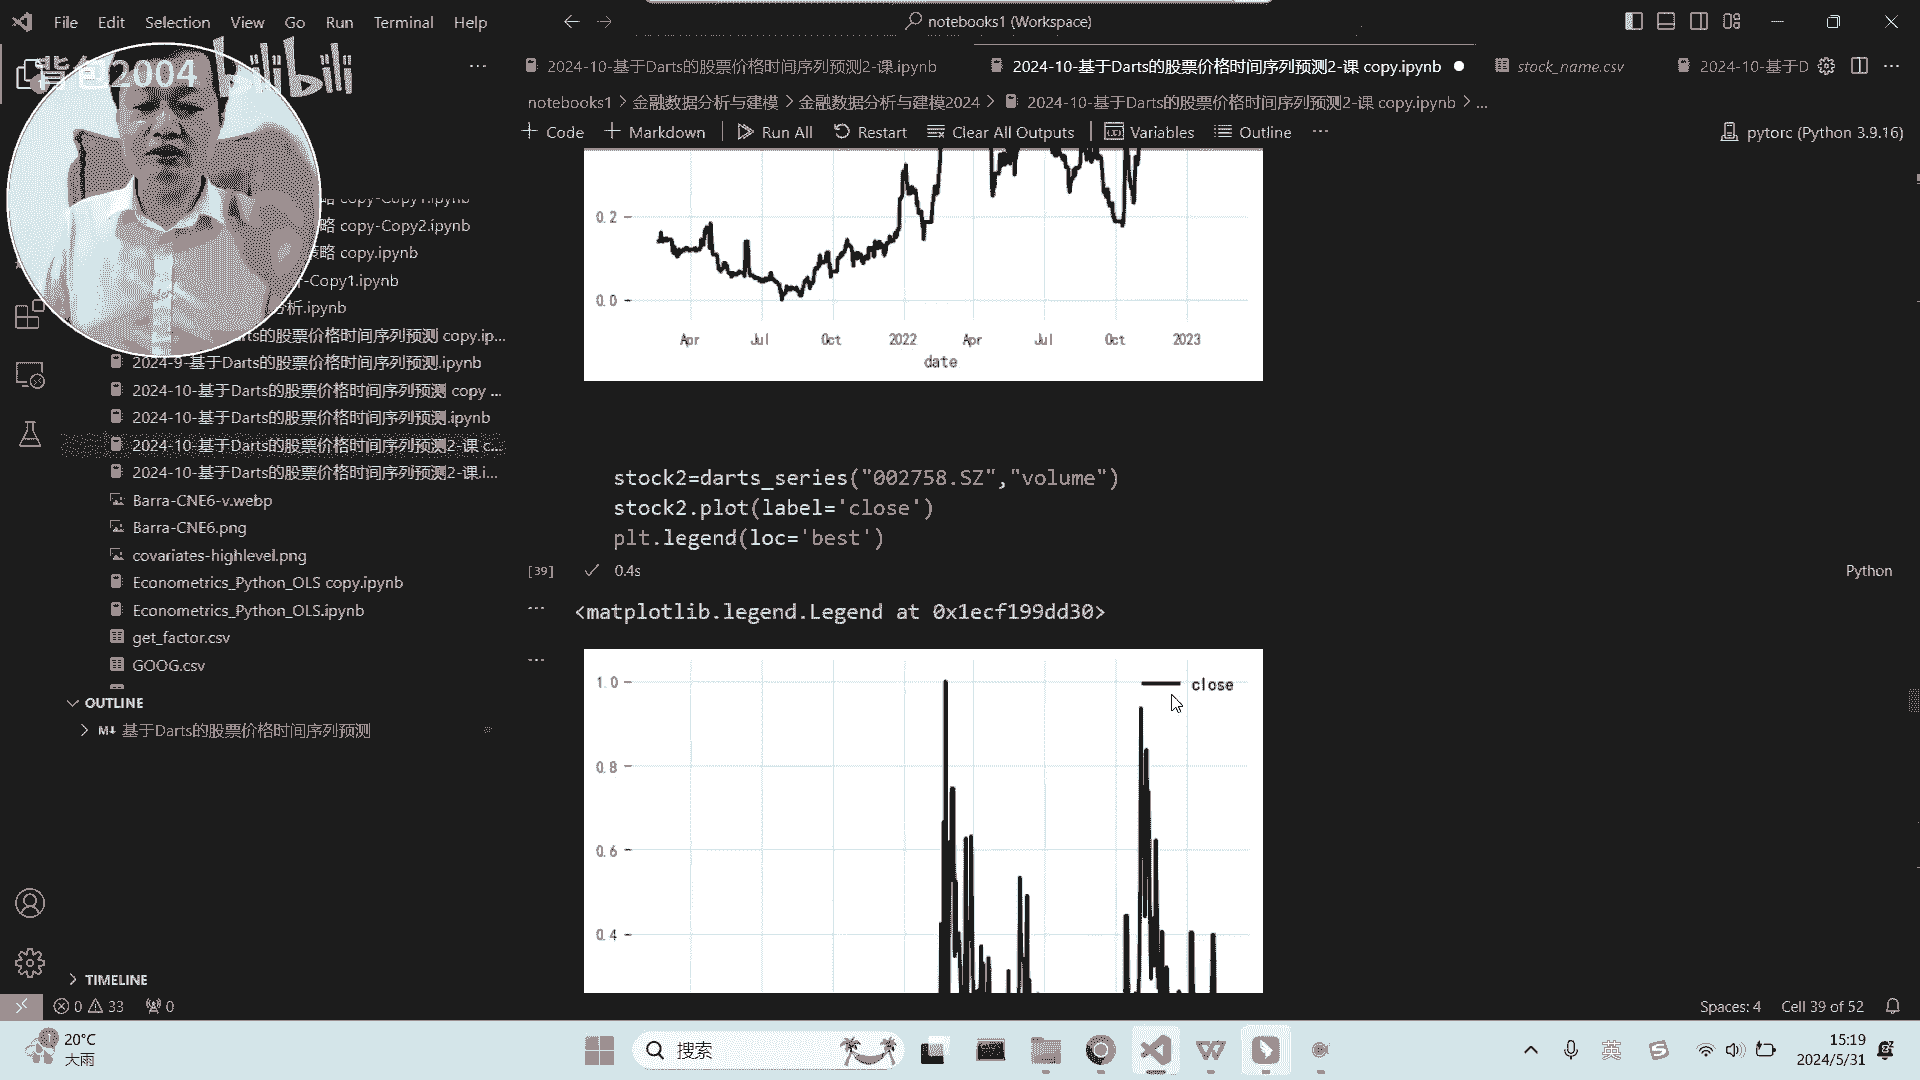 File Edit Selection View Go Run Terminal Help
notebooks1 (Workspace)
背包2004 bilibili
2024-10-基于Darts的股票价格时间序列预测2-课.ipynb
2024-10-基于Darts的股票价格时间序列预测2-课 copy.ipynb
stock_name.csv
2024-10-基于D
notebooks1 > 金融数据分析与建模 > 金融数据分析与建模2024 > 2024-10-基于Darts的股票价格时间序列预测2-课 copy.ipynb > ...
Code Markdown Run All Restart Clear All Outputs Variables Outline ...
pytorc (Python 3.9.16)
略 copy-Copy1.ipynb
略 copy-Copy2.ipynb
策略 copy.ipynb
-Copy1.ipynb
分析.ipynb
arts的股票价格时间序列预测 copy.ip...
2024-9-基于Darts的股票价格时间序列预测.ipynb
2024-10-基于Darts的股票价格时间序列预测 copy ...
2024-10-基于Darts的股票价格时间序列预测.ipynb
2024-10-基于Darts的股票价格时间序列预测2-课 c...
2024-10-基于Darts的股票价格时间序列预测2-课.i...
Barra-CNE6-v.webp
Barra-CNE6.png
covariates-highlevel.png
Econometrics_Python_OLS copy.ipynb
Econometrics_Python_OLS.ipynb
get_factor.csv
GOOG.csv
OUTLINE
M↓ 基于Darts的股票价格时间序列预测
TIMELINE
0.2
0.0
Apr Jul Oct 2022 Apr Jul Oct 2023
date
stock2=darts_series("002758.SZ","volume")
stock2.plot(label='close')
plt.legend(loc='best')
[39] 0.4s
Python
<matplotlib.legend.Legend at 0x1ecf199dd30>
1.0
close
0.8
0.6
0.4
0 33 0
Spaces: 4 Cell 39 of 52
20°C
大雨
搜索
英
15:19
2024/5/31